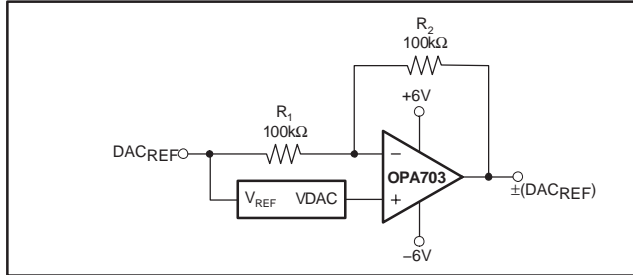 R2
100kΩ
+6V
R1
100kΩ
DACREF
−
OPA703
±(DACREF)
VREF VDAC
+
−6V